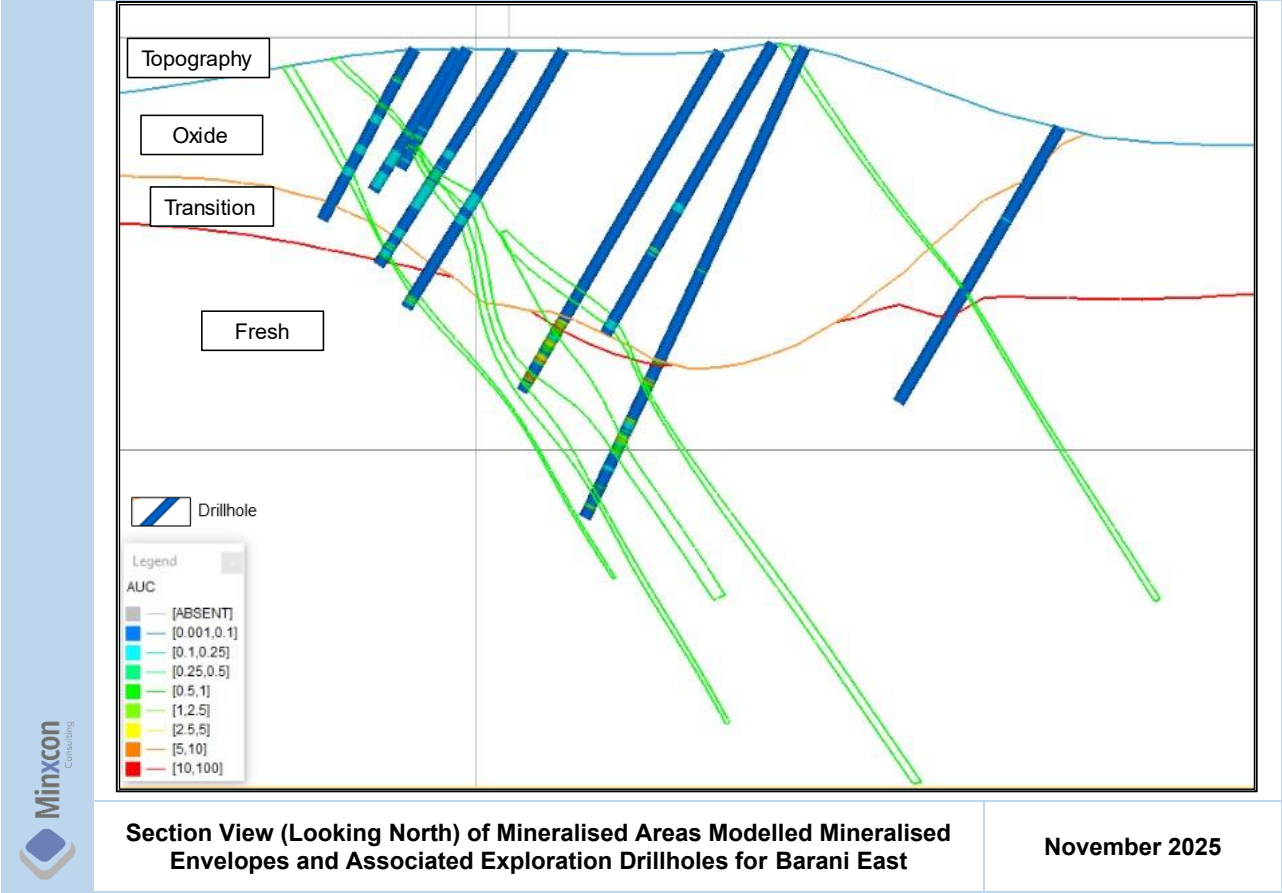 Topography
Oxide
Transition
Fresh
Drillhole
Legend
AUC
[ABSENT]
[0.001,0.1]
[0.1,0.25]
[0.25,0.5]
[0.5,1]
[1,2.5]
[2.5,5]
[5,10]
[10,100]
Minxcon
Consulting
Section View (Looking North) of Mineralised Areas Modelled Mineralised
Envelopes and Associated Exploration Drillholes for Barani East
November 2025